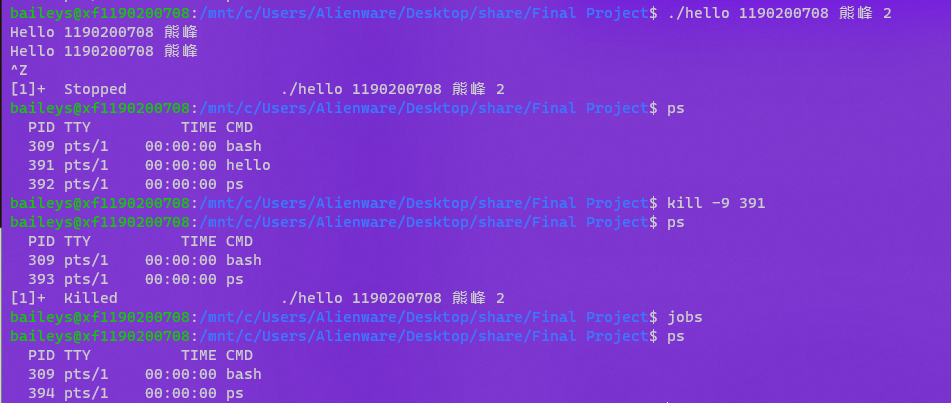 baileys@xf1190200708:/mnt/c/Users/Alienware/Desktop/share/Final Project$ ./hello 1190200708 熊峰 2
Hello 1190200708 熊峰
Hello 1190200708 熊峰
^Z
[1]+  Stopped                 ./hello 1190200708 熊峰 2
baileys@xf1190200708:/mnt/c/Users/Alienware/Desktop/share/Final Project$ ps
  PID TTY          TIME CMD
  309 pts/1    00:00:00 bash
  391 pts/1    00:00:00 hello
  392 pts/1    00:00:00 ps
baileys@xf1190200708:/mnt/c/Users/Alienware/Desktop/share/Final Project$ kill -9 391
baileys@xf1190200708:/mnt/c/Users/Alienware/Desktop/share/Final Project$ ps
  PID TTY          TIME CMD
  309 pts/1    00:00:00 bash
  393 pts/1    00:00:00 ps
[1]+  Killed                  ./hello 1190200708 熊峰 2
baileys@xf1190200708:/mnt/c/Users/Alienware/Desktop/share/Final Project$ jobs
baileys@xf1190200708:/mnt/c/Users/Alienware/Desktop/share/Final Project$ ps
  PID TTY          TIME CMD
  309 pts/1    00:00:00 bash
  394 pts/1    00:00:00 ps